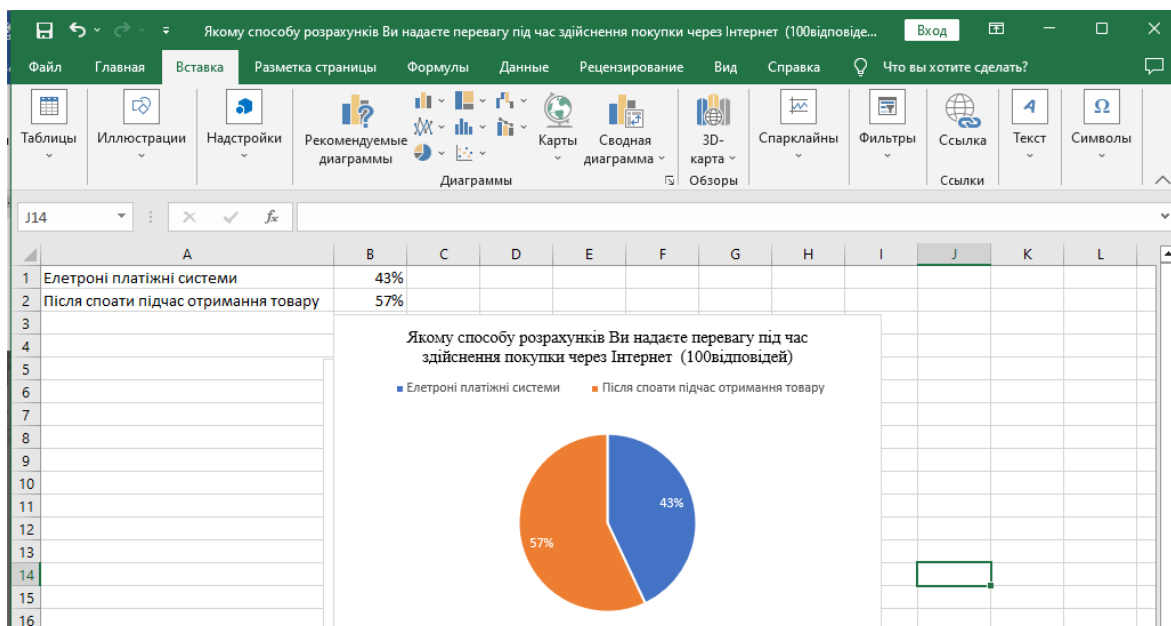 Якому способу розрахунків Ви надаєте перевагу під час здійснення покупки через Інтернет (100відповіде...
Вход
Файл Главная Вставка Разметка страницы Формулы Данные Рецензирование Вид Справка Что вы хотите сделать?
Таблицы
Иллюстрации
Надстройки
Рекомендуемые
диаграммы
Карты
Сводная
диаграмма
3D-
карта
Спарклайны
Фильтры
Ссылка
Текст
Символы
Диаграммы
Обзоры
Ссылки
J14
fx
A B C D E F G H I J K L
1 Елетроні платіжні системи 43%
2 Після споати підчас отримання товару 57%
3
4
5
6
7
8
9
10
11
12
13
14
15
16
Якому способу розрахунків Ви надаєте перевагу під час
здійснення покупки через Інтернет (100відповідей)
Елетроні платіжні системи Після споати підчас отримання товару
43%
57%